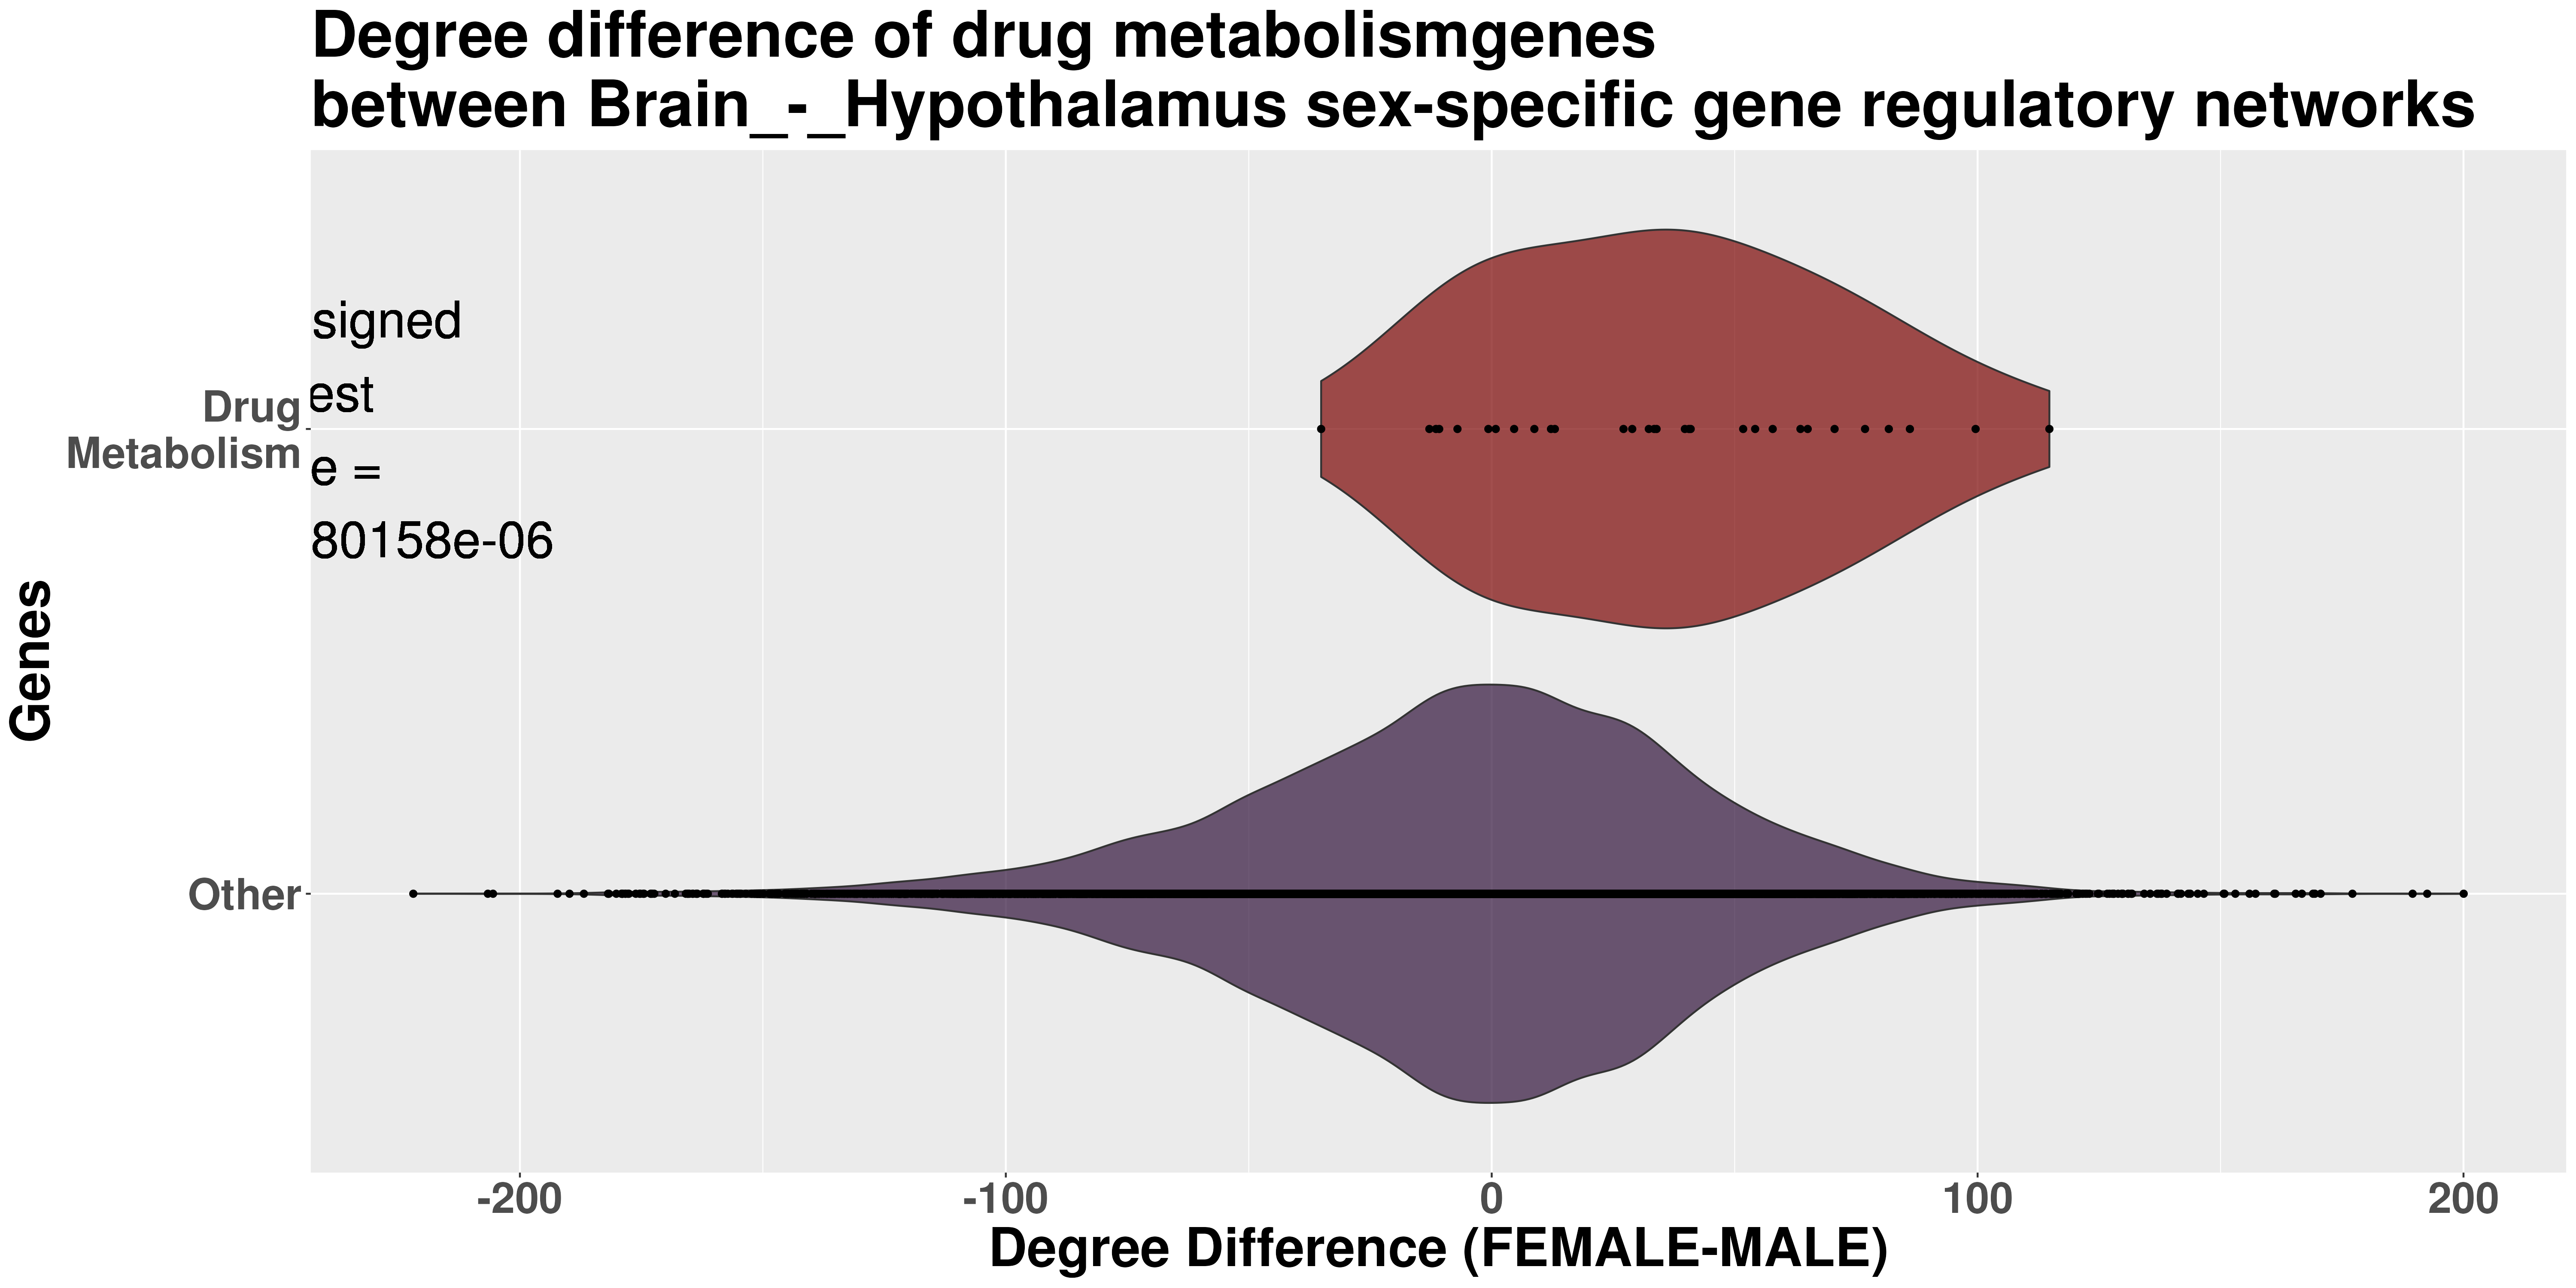 Degree difference of drug metabolismgenes
between Brain_-_Hypothalamus sex-specific gene regulatory networks
signed
est
e =
80158e-06
Drug
Metabolism
Other
Genes
-200
-100
0
100
200
Degree Difference (FEMALE-MALE)